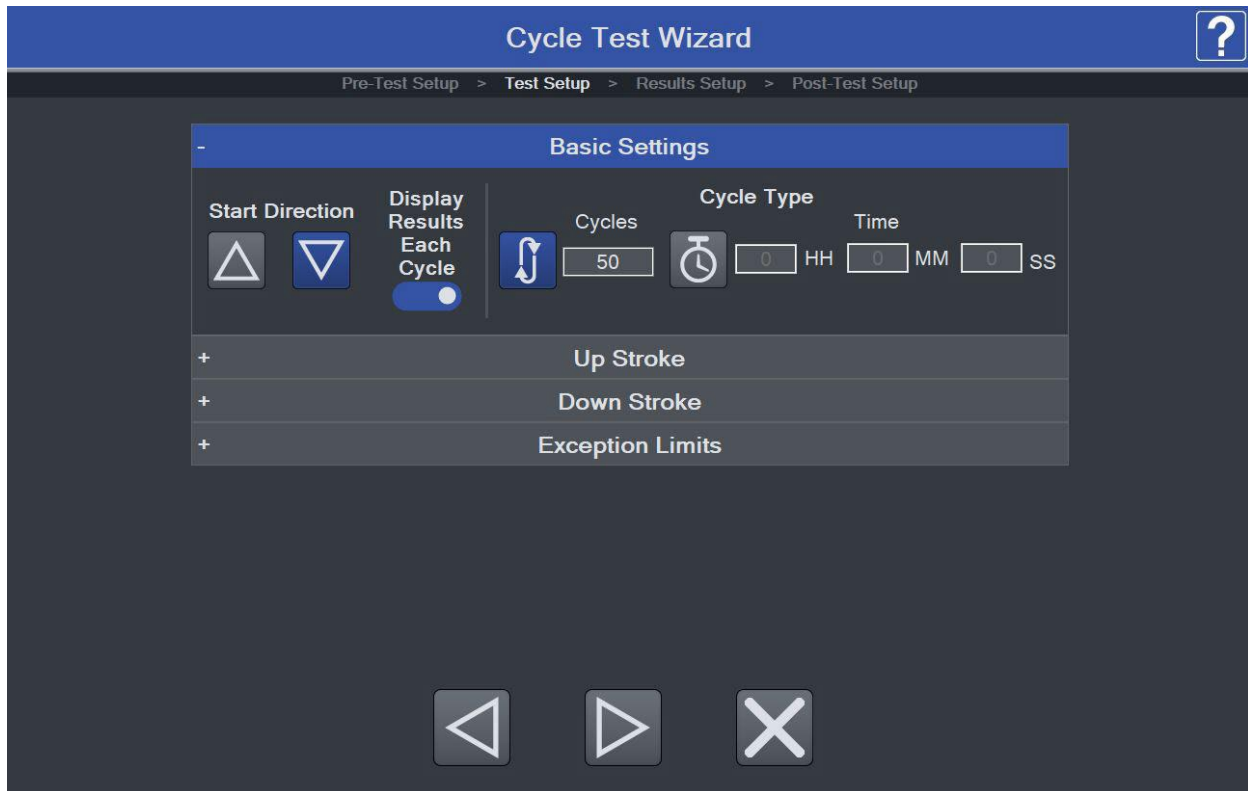 Cycle Test Wizard
?
Pre-Test Setup > Test Setup > Results Setup > Post-Test Setup
- Basic Settings
Start Direction
Display
Results
Each
Cycle
Cycle Type
Cycles
50
Time
0 HH 0 MM 0 SS
+ Up Stroke
+ Down Stroke
+ Exception Limits